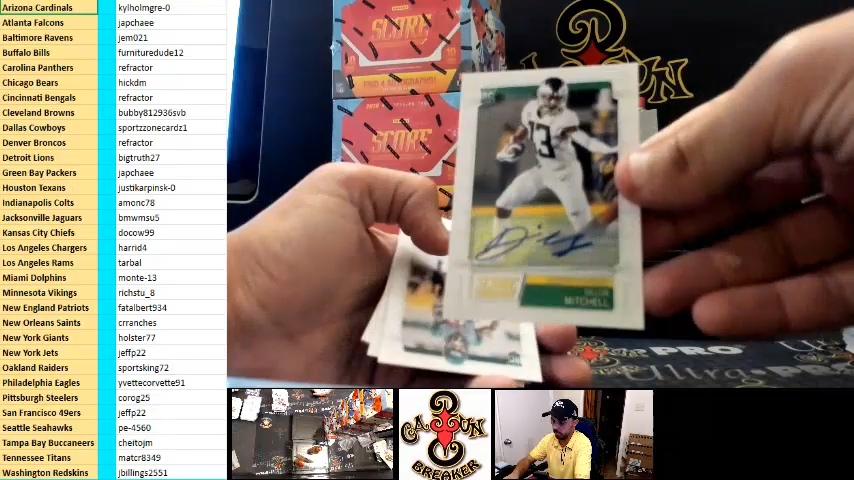 Arizona Cardinals kylholmgre-0
Atlanta Falcons japchaee
Baltimore Ravens jem021
Buffalo Bills furnituredude12
Carolina Panthers refractor
Chicago Bears hickdm
Cincinnati Bengals refractor
Cleveland Browns bubby812936svb
Dallas Cowboys sportzzonecardz1
Denver Broncos refractor
Detroit Lions bigtruth27
Green Bay Packers japchaee
Houston Texans justikarpinsk-0
Indianapolis Colts amonc78
Jacksonville Jaguars bmwmsu5
Kansas City Chiefs docow99
Los Angeles Chargers harrid4
Los Angeles Rams tarbal
Miami Dolphins monte-13
Minnesota Vikings richstu_8
New England Patriots fatalbert934
New Orleans Saints crranches
New York Giants holster77
New York Jets jeffp22
Oakland Raiders sportsking72
Philadelphia Eagles yvettecorvette91
Pittsburgh Steelers corog25
San Francisco 49ers jeffp22
Seattle Seahawks pe-4560
Tampa Bay Buccaneers cheitojm
Tennessee Titans matcr8349
Washington Redskins jbillings2551
SCORE
SCORE
13
MITCHELL
PRO
CAJUN
BREAKER